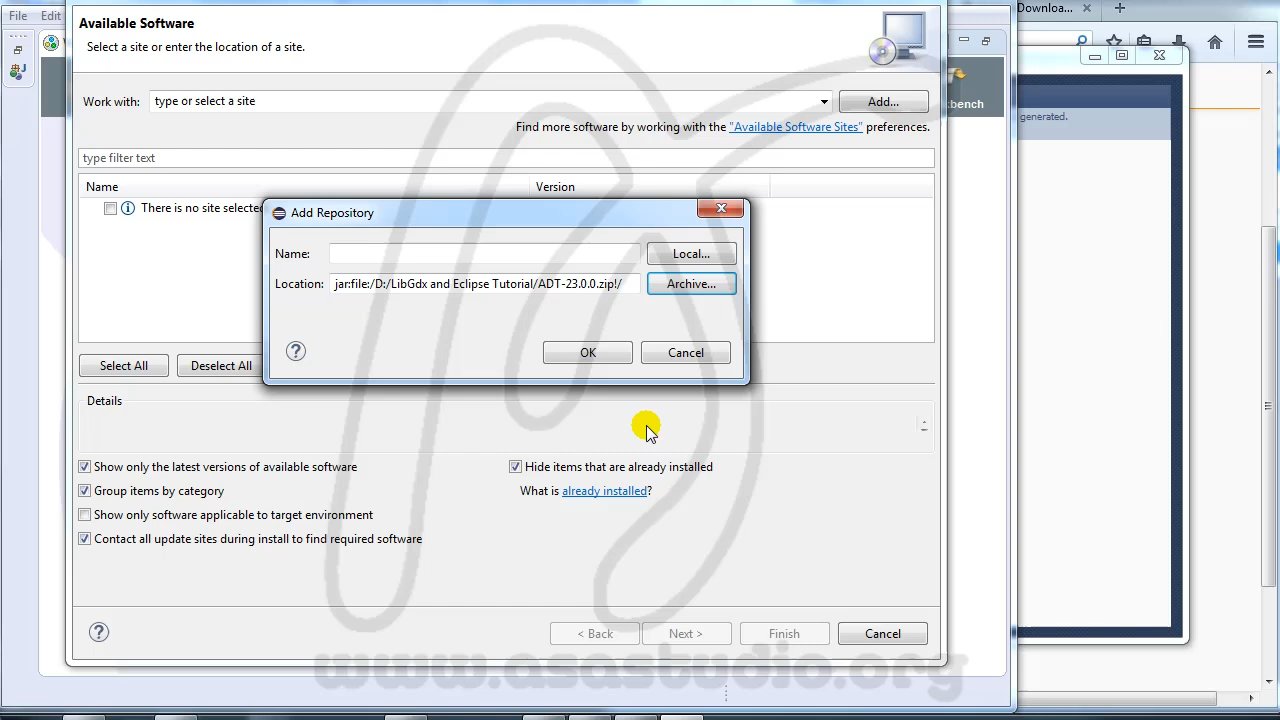 File Edit
Downloa...
Available Software
Select a site or enter the location of a site.
Work with: type or select a site Add...
Find more software by working with the "Available Software Sites" preferences.
type filter text
Name Version
There is no site selected
Add Repository
Name: Local...
Location: jar:file:/D:/LibGdx and Eclipse Tutorial/ADT-23.0.0.zip!/ Archive...
OK Cancel
Select All Deselect All
Details
Show only the latest versions of available software Hide items that are already installed
Group items by category What is already installed?
Show only software applicable to target environment
Contact all update sites during install to find required software
< Back Next > Finish Cancel
generated.
www.asastudio.org